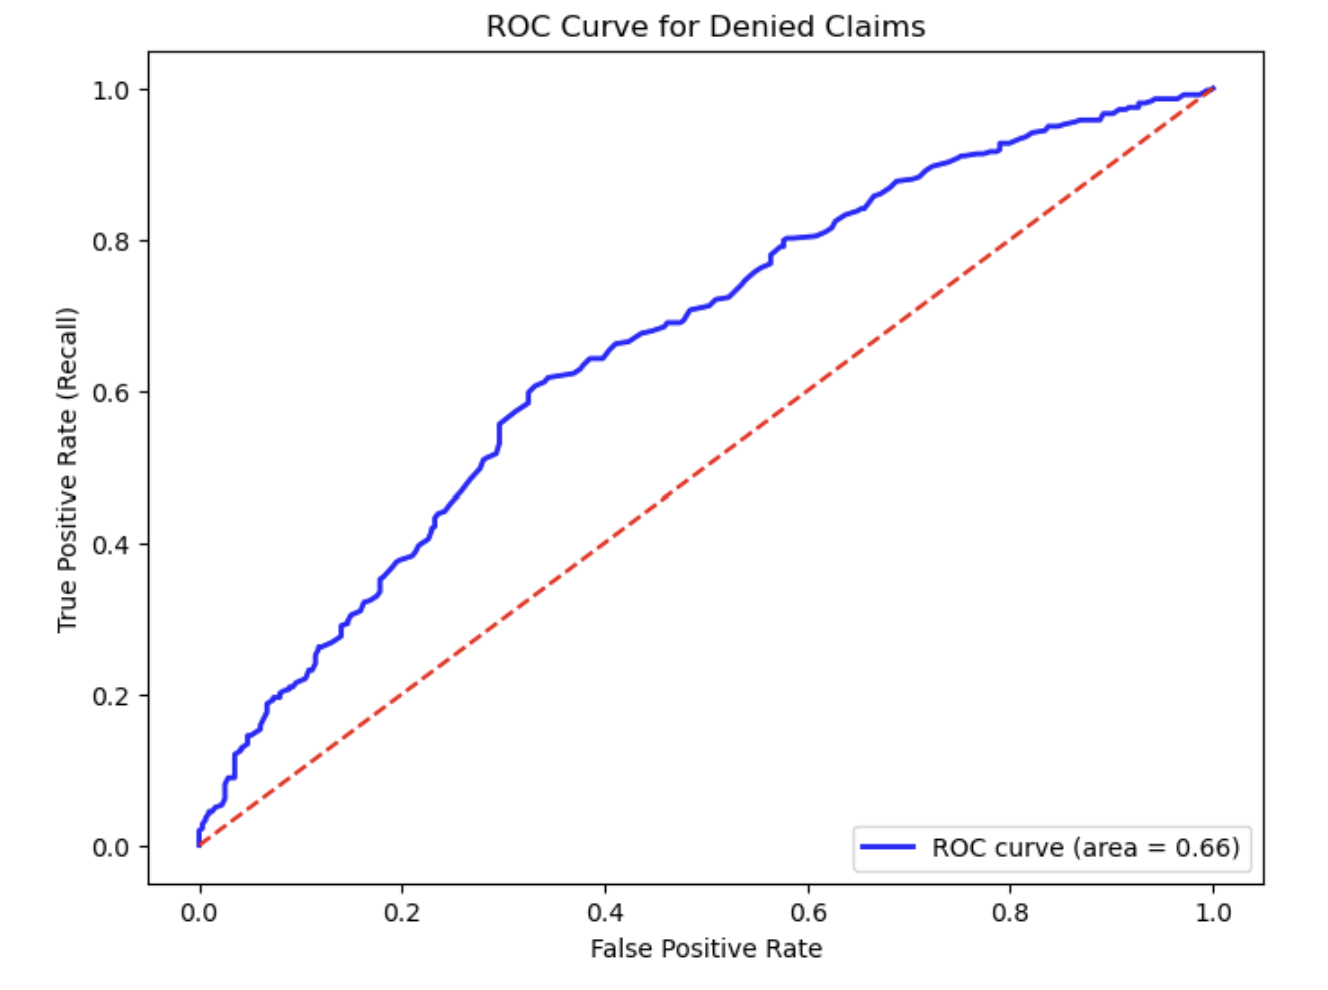 ROC Curve for Denied Claims
1.0
0.8
0.6
0.4
0.2
0.0
True Positive Rate (Recall)
ROC curve (area = 0.66)
0.0 0.2 0.4 0.6 0.8 1.0
False Positive Rate